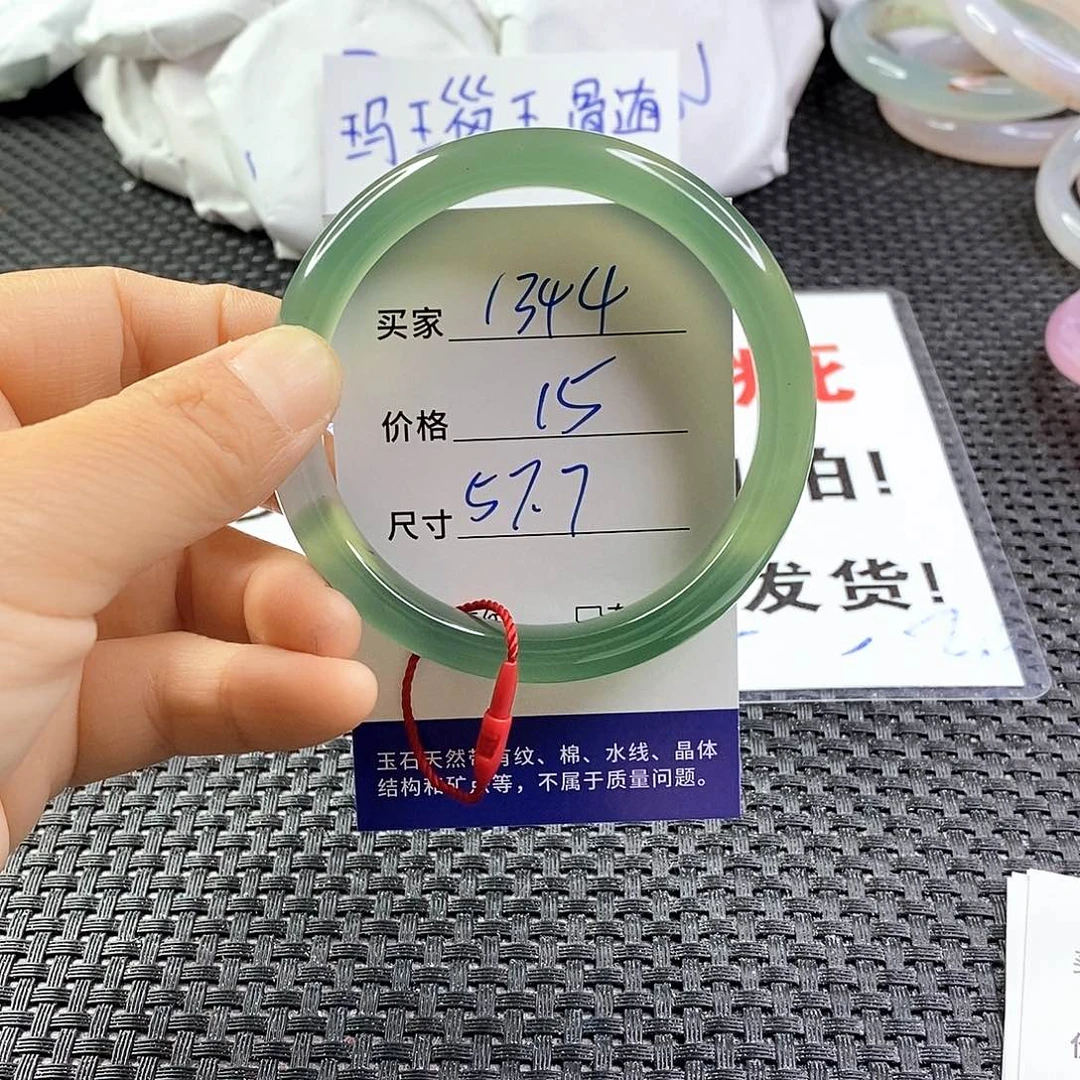 玛瑙 玉髓
买家 1344
价格 15
尺寸 57.7
玉石天然带有纹、棉、水线、晶体
结构和矿点等，不属于质量问题。
死
拍!
发货!